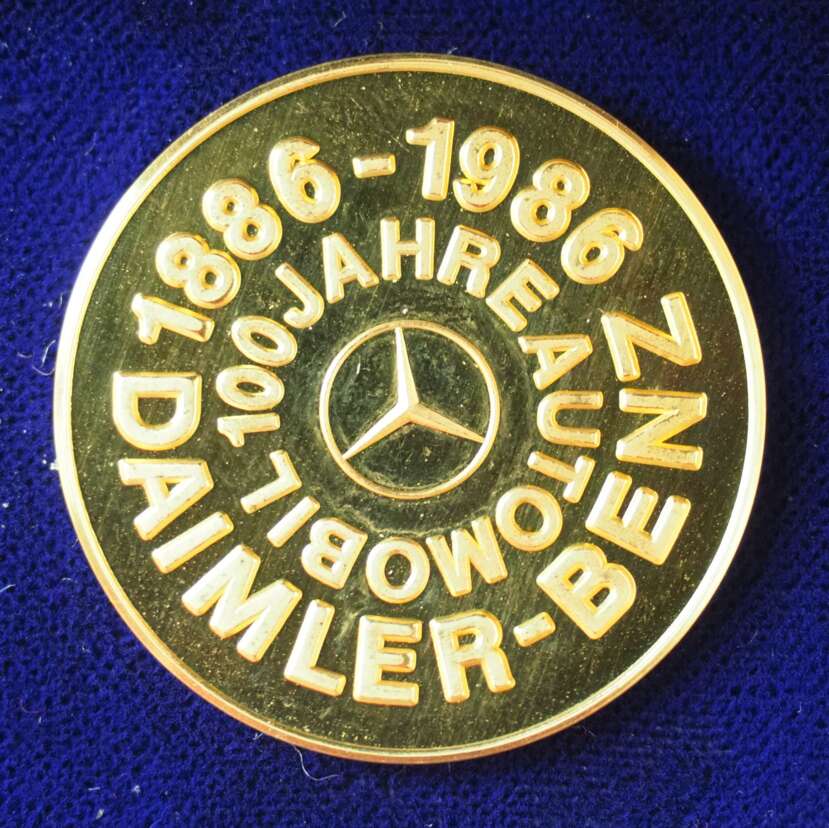 1886-1986
DAIMLER-BENZ
100 JAHRE AUTOMOBIL